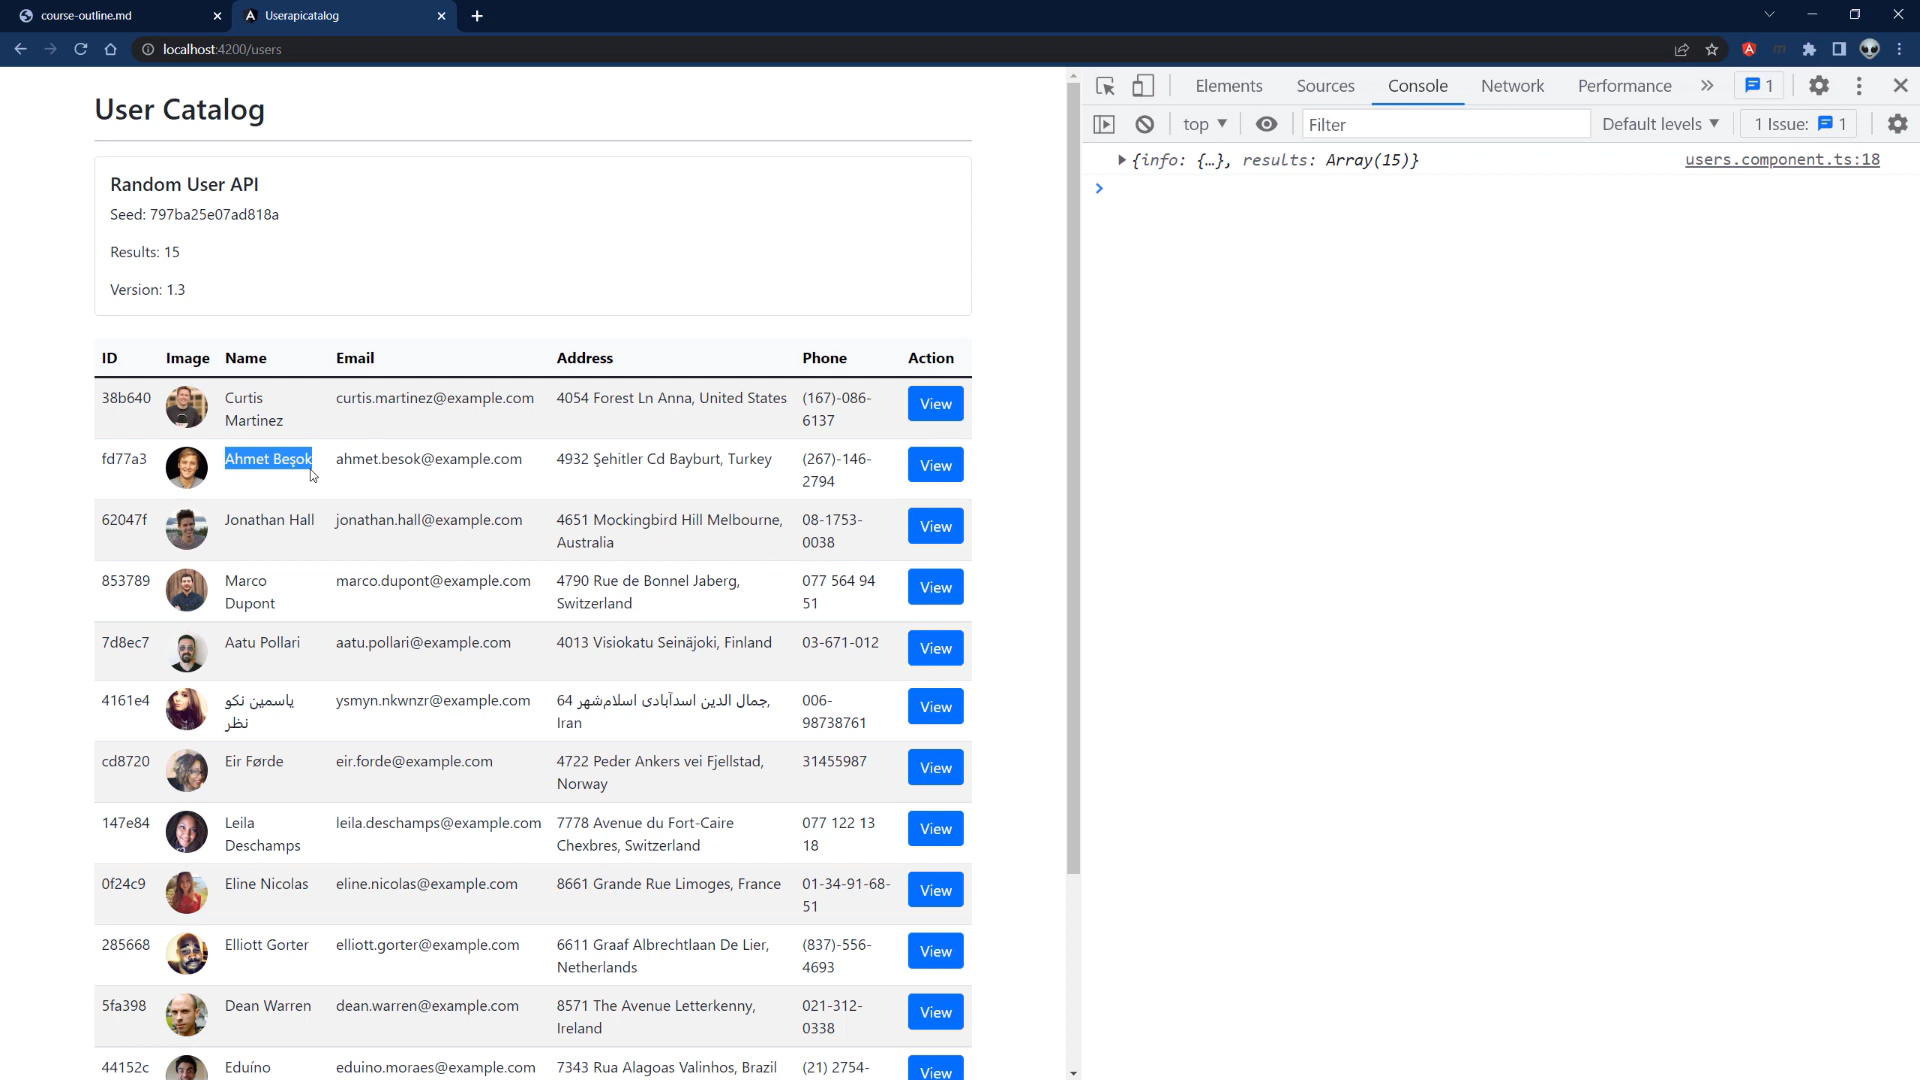 course-outline.md
Userapicatalog
localhost:4200/users
User Catalog
Random User API
Seed: 797ba25e07ad818a
Results: 15
Version: 1.3
ID Image Name Email Address Phone Action
38b640 Curtis Martinez curtis.martinez@example.com 4054 Forest Ln Anna, United States (167)-086-6137 View
fd77a3 Ahmet Beşok ahmet.besok@example.com 4932 Şehitler Cd Bayburt, Turkey (267)-146-2794 View
62047f Jonathan Hall jonathan.hall@example.com 4651 Mockingbird Hill Melbourne, Australia 08-1753-0038 View
853789 Marco Dupont marco.dupont@example.com 4790 Rue de Bonnel Jaberg, Switzerland 077 564 94 51 View
7d8ec7 Aatu Pollari aatu.pollari@example.com 4013 Visiokatu Seinäjoki, Finland 03-671-012 View
4161e4 یاسمین نکو نظر ysmyn.nkwnzr@example.com 64 جمال الدین اسدآبادی اسلام‌شهر, Iran 006-98738761 View
cd8720 Eir Førde eir.forde@example.com 4722 Peder Ankers vei Fjellstad, Norway 31455987 View
147e84 Leila Deschamps leila.deschamps@example.com 7778 Avenue du Fort-Caire Chexbres, Switzerland 077 122 13 18 View
0f24c9 Eline Nicolas eline.nicolas@example.com 8661 Grande Rue Limoges, France 01-34-91-68-51 View
285668 Elliott Gorter elliott.gorter@example.com 6611 Graaf Albrechtlaan De Lier, Netherlands (837)-556-4693 View
5fa398 Dean Warren dean.warren@example.com 8571 The Avenue Letterkenny, Ireland 021-312-0338 View
44152c Eduíno eduino.moraes@example.com 7343 Rua Alagoas Valinhos, Brazil (21) 2754- View
Elements Sources Console Network Performance 1
top Filter Default levels 1 Issue: 1
{info: {…}, results: Array(15)} users.component.ts:18